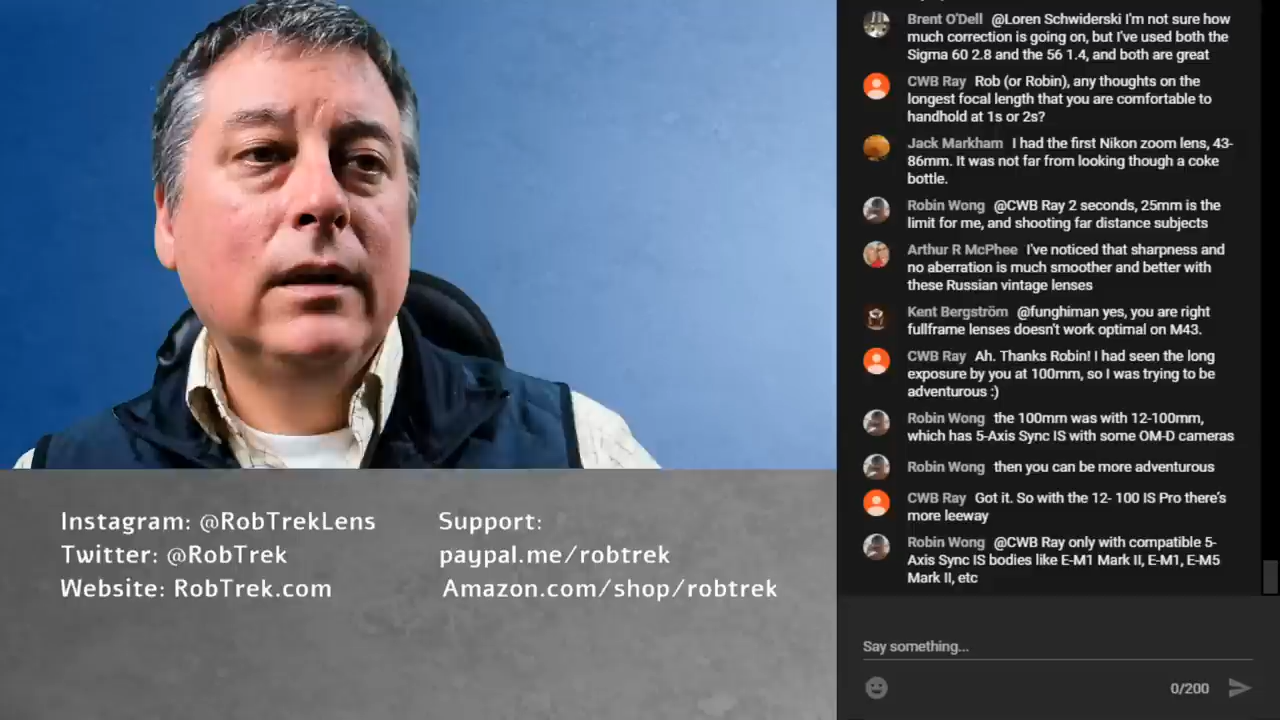 Instagram: @RobTrekLens
Twitter: @RobTrek
Website: RobTrek.com
Support:
paypal.me/robtrek
Amazon.com/shop/robtrek
Brent O'Dell @Loren Schwiderski I'm not sure how
much correction is going on, but I've used both the
Sigma 60 2.8 and the 56 1.4, and both are great
CWB Ray Rob (or Robin), any thoughts on the
longest focal length that you are comfortable to
handhold at 1s or 2s?
Jack Markham I had the first Nikon zoom lens, 43-
86mm. It was not far from looking though a coke
bottle.
Robin Wong @CWB Ray 2 seconds, 25mm is the
limit for me, and shooting far distance subjects
Arthur R McPhee I've noticed that sharpness and
no aberration is much smoother and better with
these Russian vintage lenses
Kent Bergström @funghiman yes, you are right
fullframe lenses doesn't work optimal on M43.
CWB Ray Ah. Thanks Robin! I had seen the long
exposure by you at 100mm, so I was trying to be
adventurous :)
Robin Wong the 100mm was with 12-100mm,
which has 5-Axis Sync IS with some OM-D cameras
Robin Wong then you can be more adventurous
CWB Ray Got it. So with the 12- 100 IS Pro there's
more leeway
Robin Wong @CWB Ray only with compatible 5-
Axis Sync IS bodies like E-M1 Mark II, E-M1, E-M5
Mark II, etc
Say something...
0/200